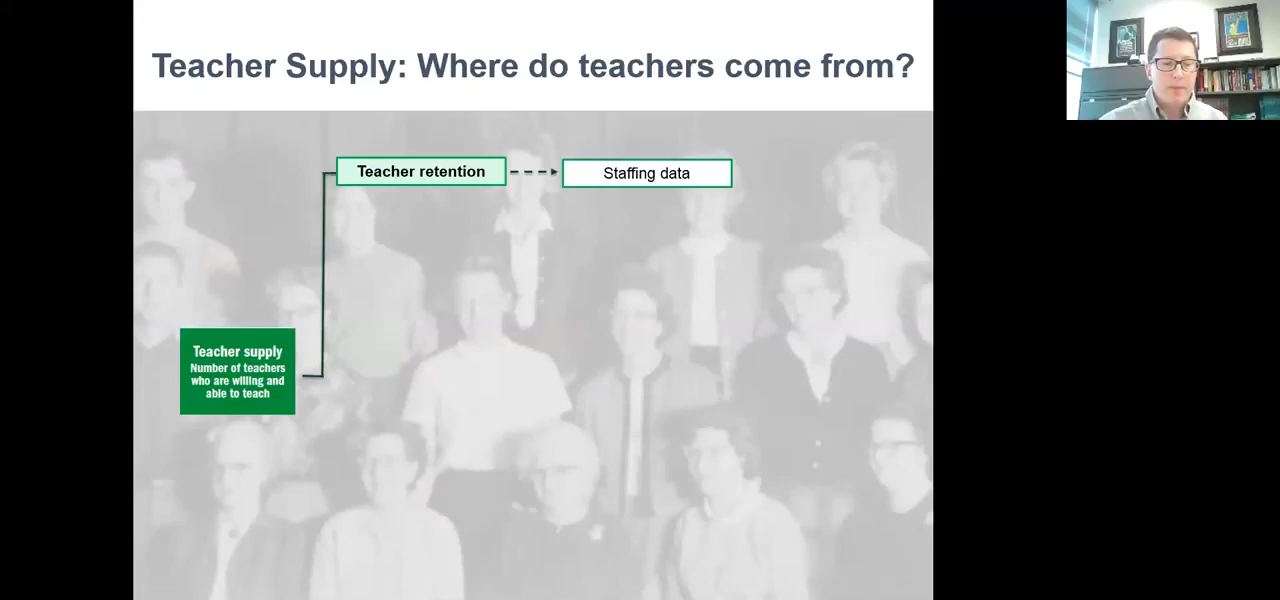 Teacher Supply: Where do teachers come from?
Teacher retention
Staffing data
Teacher supply
Number of teachers
who are willing and
able to teach